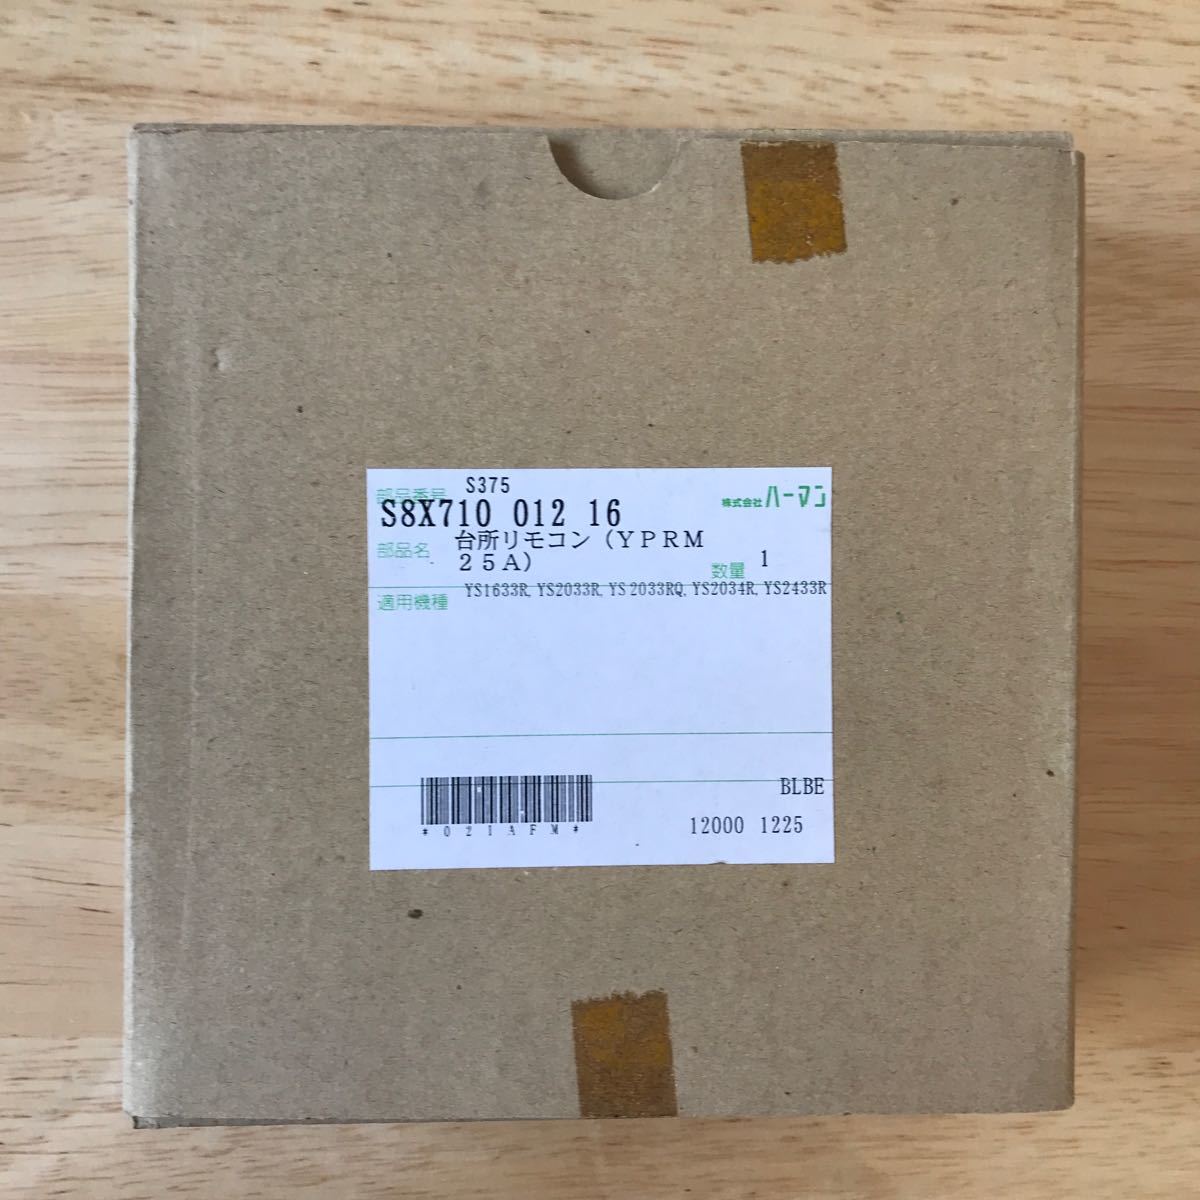 S375
部品番号
S8X710 012 16
株式会社ハーマン
部品名 台所リモコン(YPRM
25A)
数量 1
適用機種 YS1633R, YS2033R, YS2033RQ, YS2034R, YS2433R
BLBE
*021AFM*
12000 1225